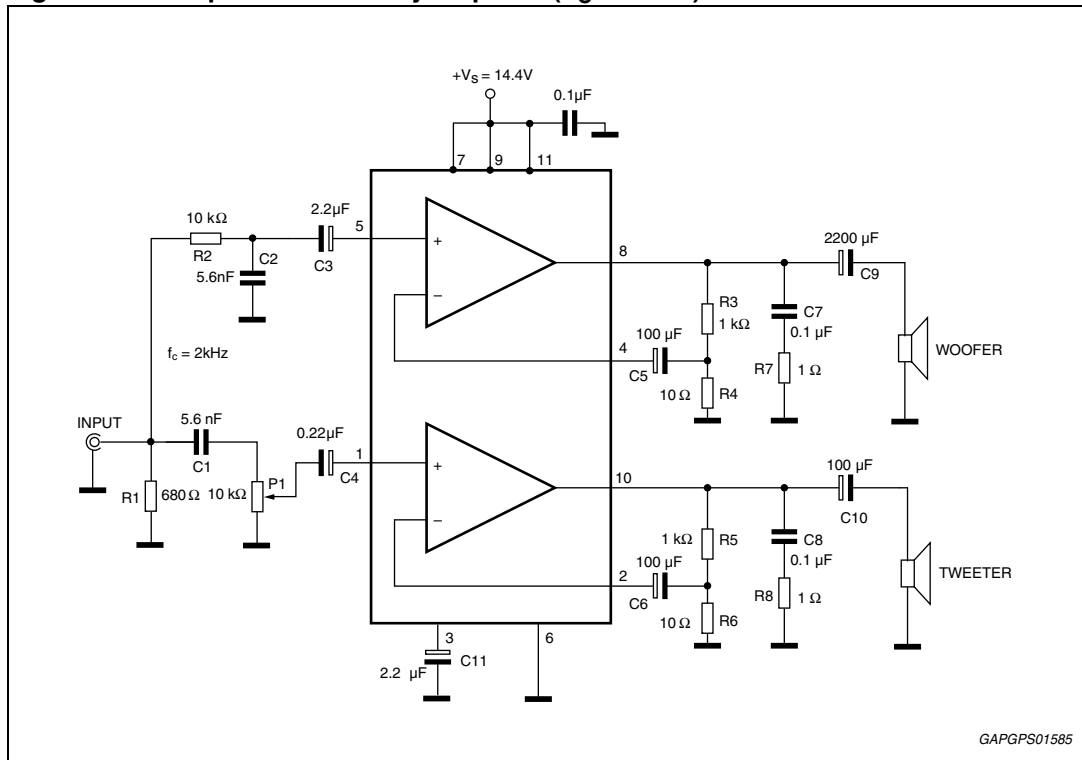 +VS = 14.4V
0.1µF
7
9
11
10 kΩ
R2
C2
5.6nF
2.2µF
C3
5
+
−
8
2200 µF
C9
R3
1 kΩ
C7
0.1 µF
R7
1 Ω
WOOFER
4
100 µF
C5
10 Ω
R4
fc = 2kHz
INPUT
5.6 nF
C1
R1
680 Ω
10 kΩ
P1
0.22µF
C4
1
+
−
10
100 µF
C10
1 kΩ
R5
C8
0.1 µF
R8
1 Ω
TWEETER
2
100 µF
C6
10 Ω
R6
3
C11
2.2 µF
6
GAPGPS01585